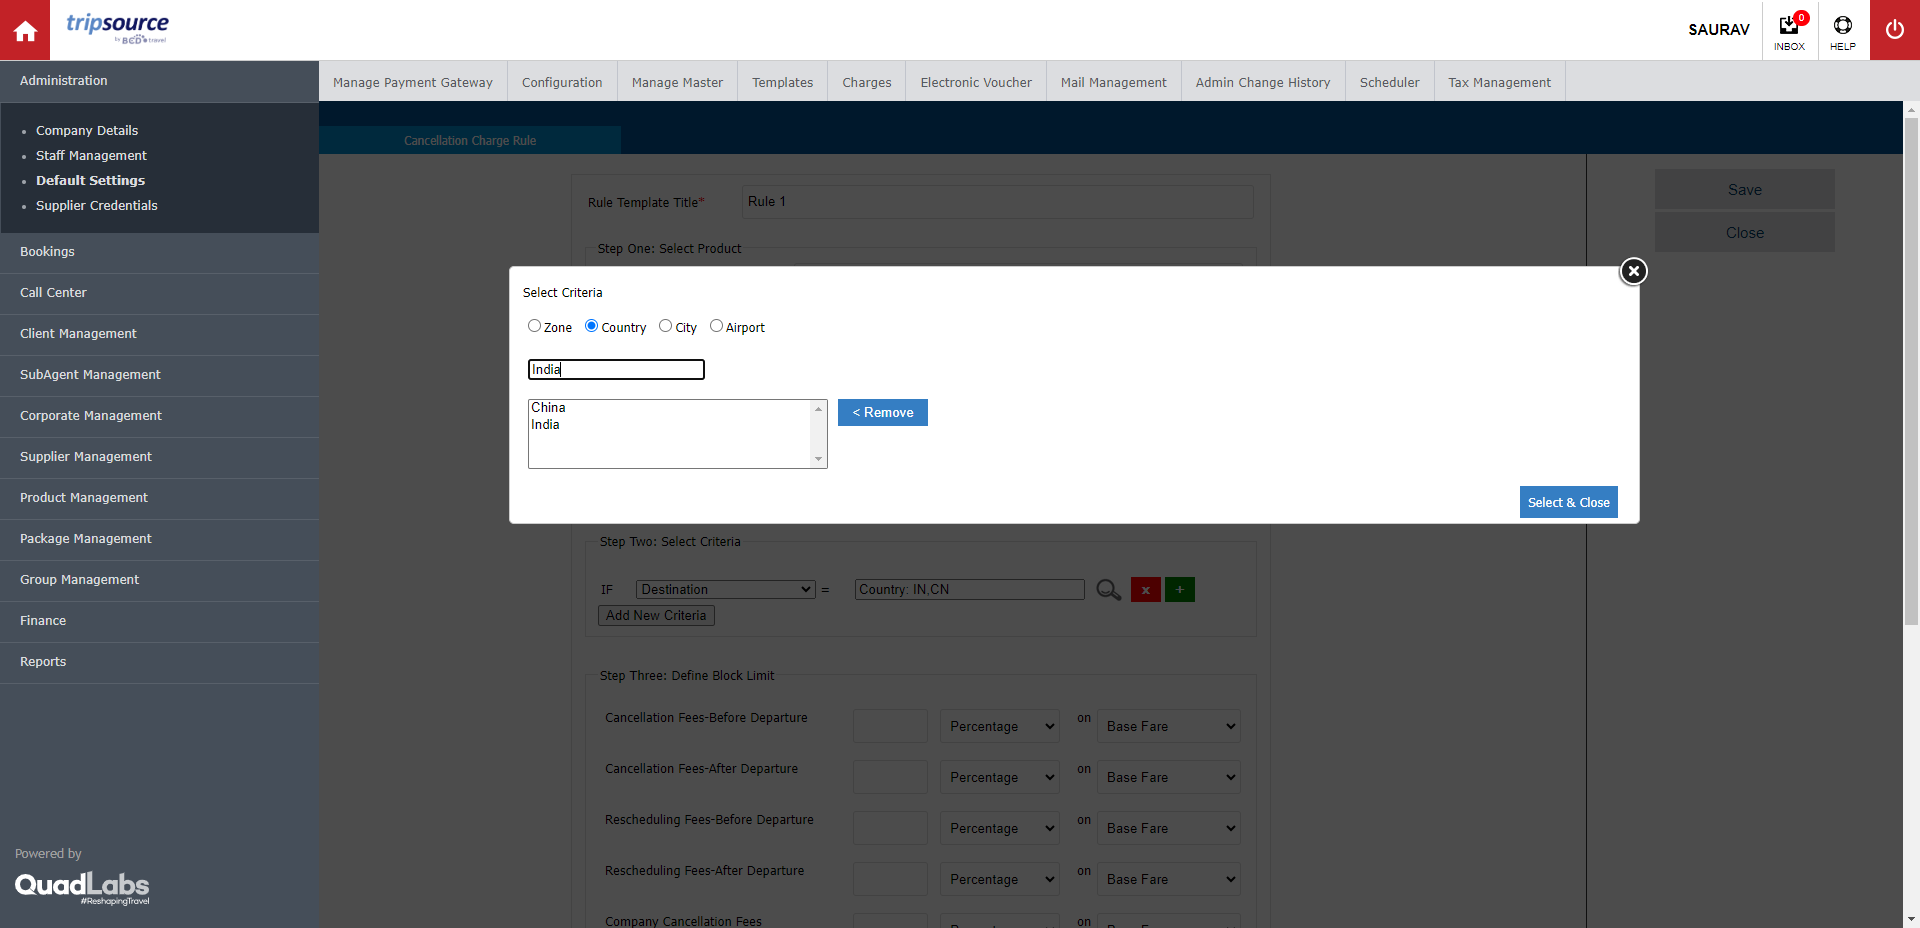 tripsource
by BCD travel
SAURAV
0
INBOX
HELP
Administration
Manage Payment Gateway
Configuration
Manage Master
Templates
Charges
Electronic Voucher
Mail Management
Admin Change History
Scheduler
Tax Management
Company Details
Staff Management
Default Settings
Supplier Credentials
Bookings
Call Center
Client Management
SubAgent Management
Corporate Management
Supplier Management
Product Management
Package Management
Group Management
Finance
Reports
Powered by
QuadLabs
#ReshapingTravel
Cancellation Charge Rule
Save
Close
Rule Template Title* Rule 1
Step One: Select Product
Select Criteria
Zone Country City Airport
India
China
India
< Remove
Select & Close
Step Two: Select Criteria
IF Destination = Country: IN,CN x +
Add New Criteria
Step Three: Define Block Limit
Cancellation Fees-Before Departure Percentage on Base Fare
Cancellation Fees-After Departure Percentage on Base Fare
Rescheduling Fees-Before Departure Percentage on Base Fare
Rescheduling Fees-After Departure Percentage on Base Fare
Company Cancellation Fees Percentage on Base Fare